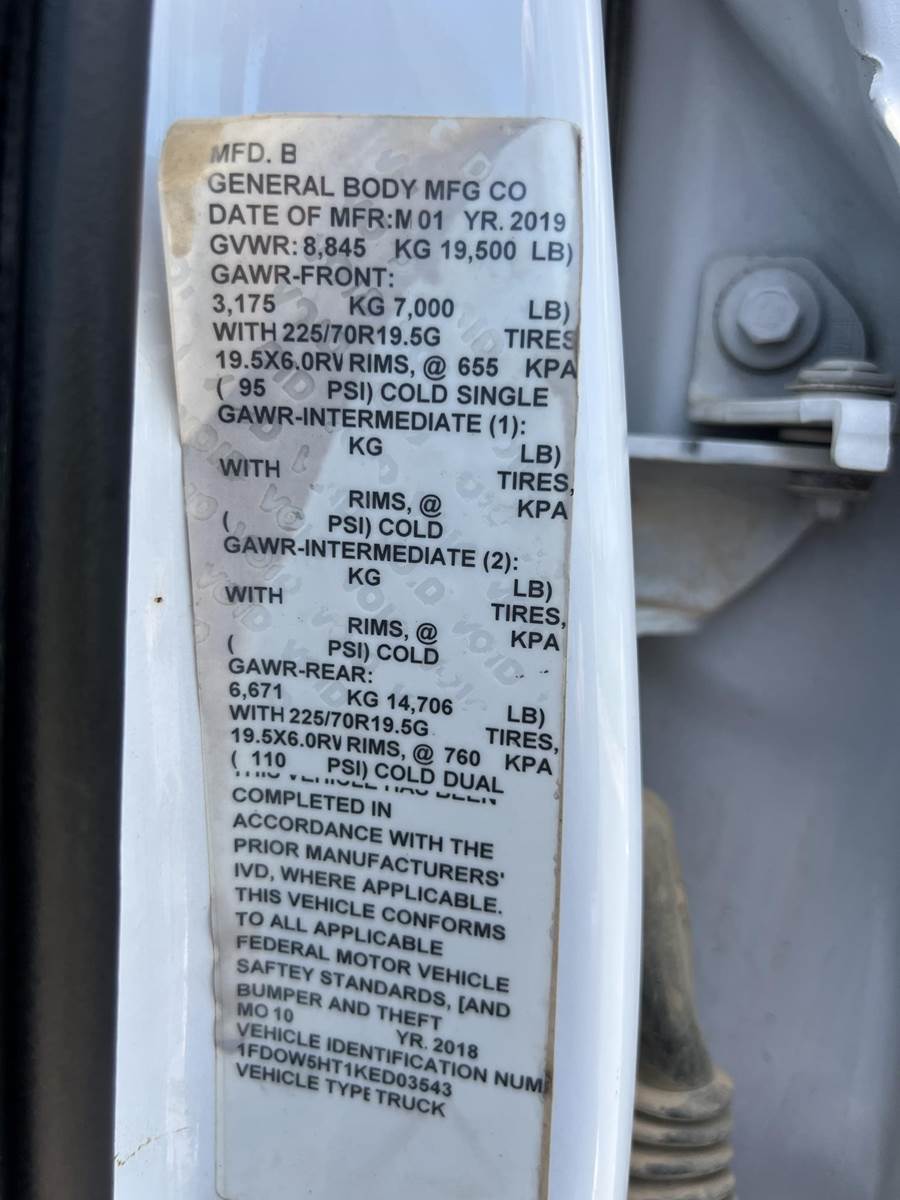 MFD. B
GENERAL BODY MFG CO
DATE OF MFR:M 01 YR. 2019
GVWR: 8,845 KG 19,500 LB)
GAWR-FRONT:
3,175 KG 7,000 LB)
WITH 225/70R19.5G TIRES
19.5X6.0RW RIMS, @ 655 KPA
( 95 PSI) COLD SINGLE
GAWR-INTERMEDIATE (1):
KG LB)
WITH TIRES,
RIMS, @ KPA
( PSI) COLD
GAWR-INTERMEDIATE (2):
KG LB)
WITH TIRES,
RIMS, @ KPA
( PSI) COLD
GAWR-REAR:
6,671 KG 14,706 LB)
WITH 225/70R19.5G TIRES,
19.5X6.0RW RIMS, @ 760 KPA
( 110 PSI) COLD DUAL
THIS VEHICLE HAS BEEN
COMPLETED IN
ACCORDANCE WITH THE
PRIOR MANUFACTURERS'
IVD, WHERE APPLICABLE.
THIS VEHICLE CONFORMS
TO ALL APPLICABLE
FEDERAL MOTOR VEHICLE
SAFTEY STANDARDS, [AND
BUMPER AND THEFT
MO 10 YR. 2018
VEHICLE IDENTIFICATION NUM
1FDOW5HT1KED03543
VEHICLE TYPE TRUCK